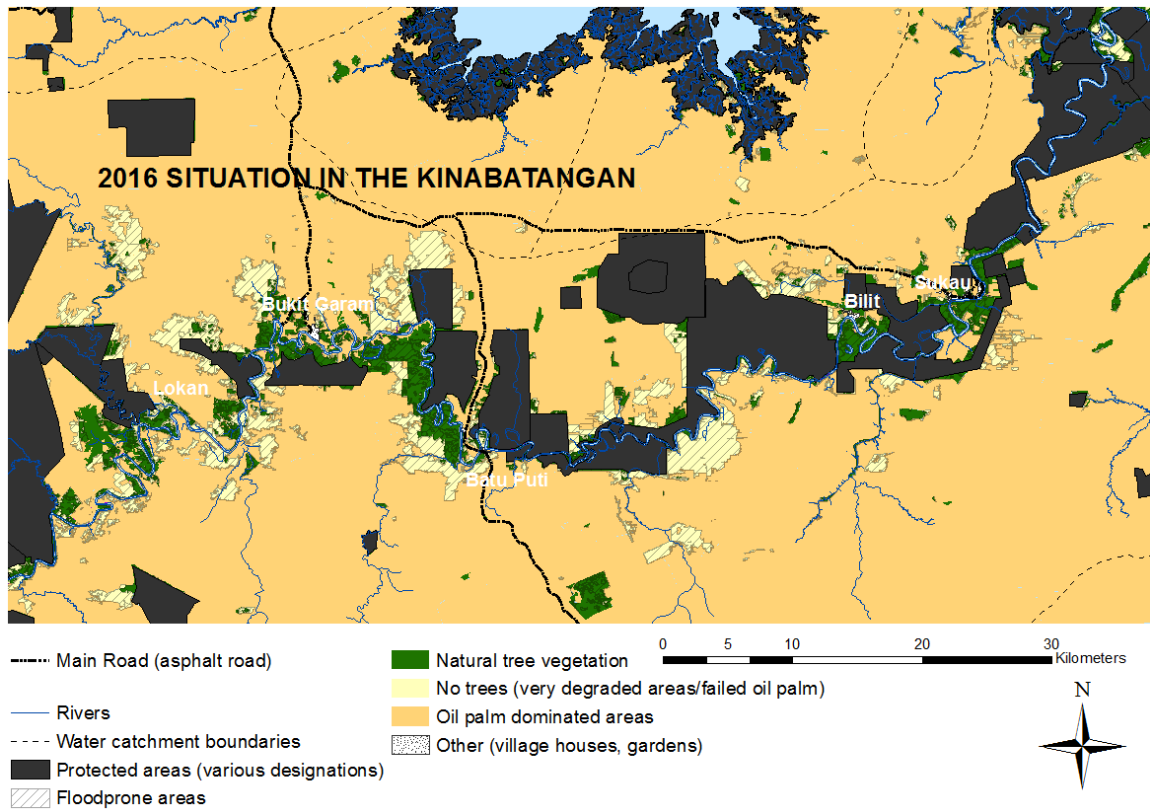 2016 SITUATION IN THE KINABATANGAN
Sukau
Bilit
Bukit Garam
Lokan
Batu Puti
Main Road (asphalt road)
Rivers
Water catchment boundaries
Protected areas (various designations)
Floodprone areas
Natural tree vegetation
No trees (very degraded areas/failed oil palm)
Oil palm dominated areas
Other (village houses, gardens)
0 5 10 20 30
Kilometers
N